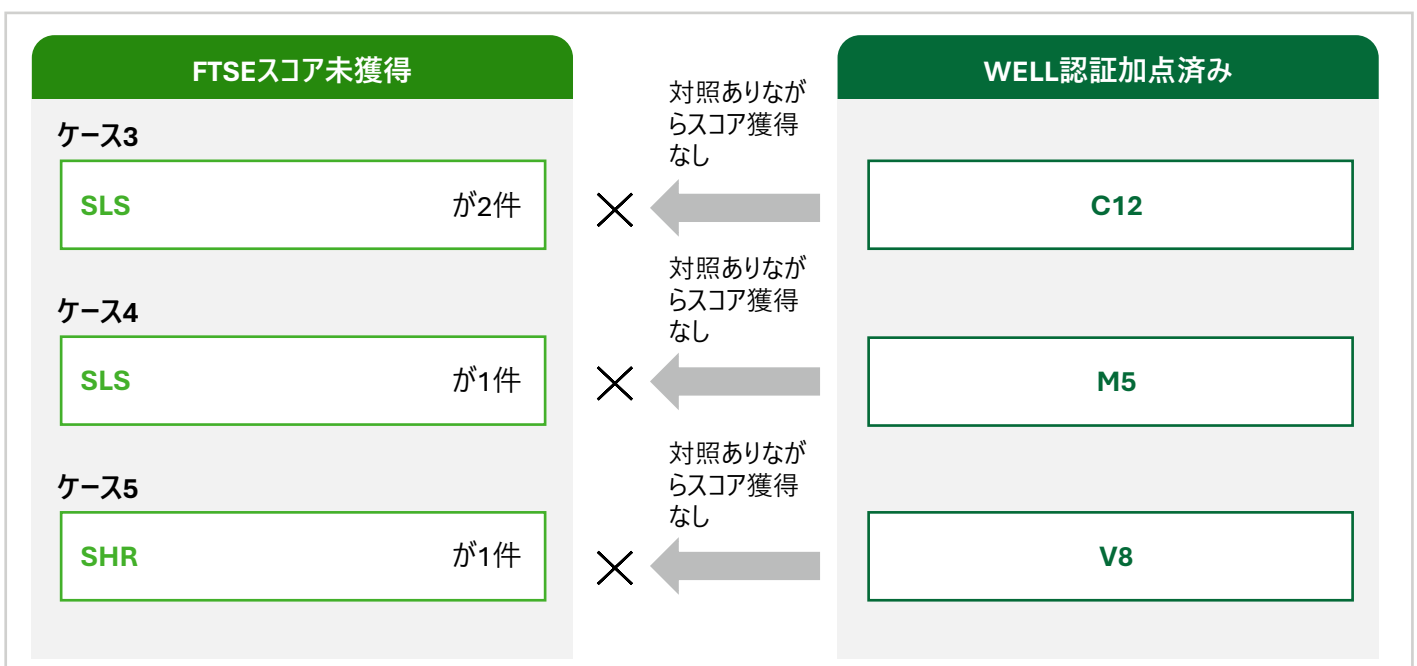 FTSEスコア未獲得
WELL認証加点済み
ケース3
SLS が2件
対照ありなが
らスコア獲得
なし
C12
ケース4
SLS が1件
対照ありなが
らスコア獲得
なし
M5
ケース5
SHR が1件
対照ありなが
らスコア獲得
なし
V8